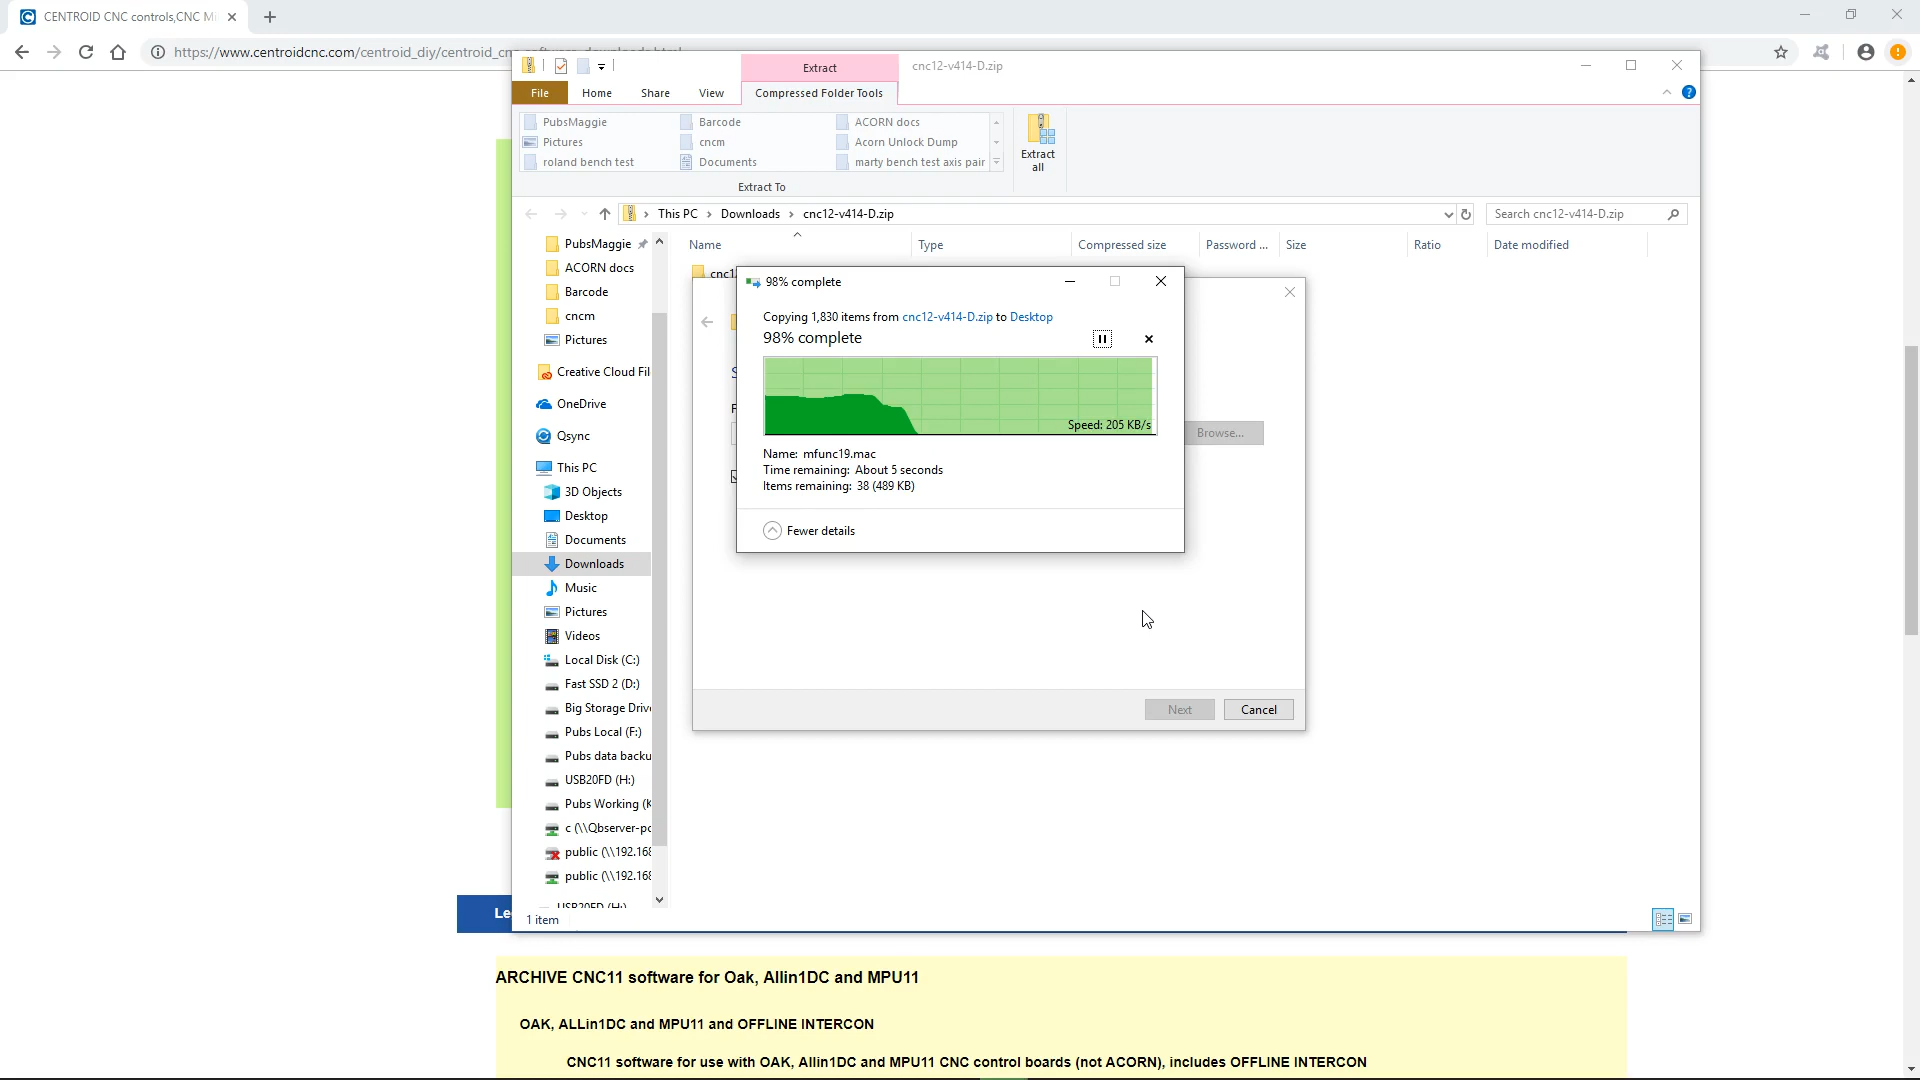 CENTROID CNC controls,CNC Mi
https://www.centroidcnc.com/centroid_diy/centroid_cn
Extract
cnc12-v414-D.zip
File
Home
Share
View
Compressed Folder Tools
PubsMaggie
Barcode
ACORN docs
Pictures
cncm
Acorn Unlock Dump
roland bench test
Documents
marty bench test axis pair
Extract all
Extract To
This PC > Downloads > cnc12-v414-D.zip
Search cnc12-v414-D.zip
Name
Type
Compressed size
Password ...
Size
Ratio
Date modified
PubsMaggie
ACORN docs
Barcode
cncm
Pictures
Creative Cloud Fil
OneDrive
Qsync
This PC
3D Objects
Desktop
Documents
Downloads
Music
Pictures
Videos
Local Disk (C:)
Fast SSD 2 (D:)
Big Storage Driv
Pubs Local (F:)
Pubs data backu
USB20FD (H:)
Pubs Working (K
c (\\Qbserver-pc
public (\\192.168
public (\\192.168
USB20FD (H:)
1 item
cnc1
98% complete
Copying 1,830 items from cnc12-v414-D.zip to Desktop
98% complete
Speed: 205 KB/s
Name: mfunc19.mac
Time remaining: About 5 seconds
Items remaining: 38 (489 KB)
Fewer details
Browse...
Next
Cancel
Le
ARCHIVE CNC11 software for Oak, Allin1DC and MPU11
OAK, ALLin1DC and MPU11 and OFFLINE INTERCON
CNC11 software for use with OAK, Allin1DC and MPU11 CNC control boards (not ACORN), includes OFFLINE INTERCON